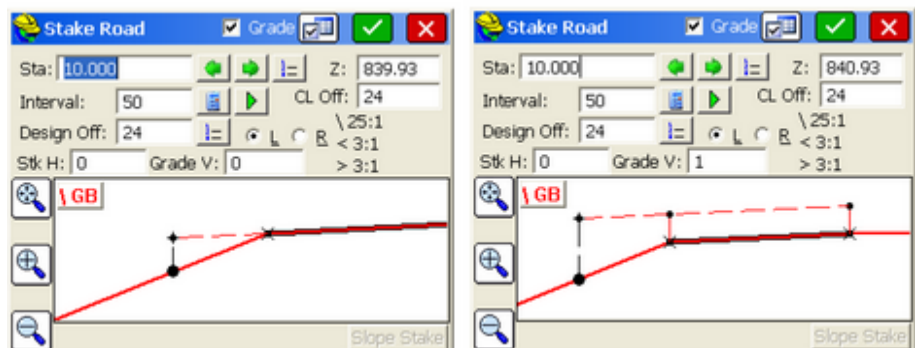 Stake Road Grade
Sta: 10.000 Z: 839.93
Interval: 50 CL Off: 24
Design Off: 24 L R \ 25:1
< 3:1
Stk H: 0 Grade V: 0 > 3:1
\ GB
Slope Stake
Stake Road Grade
Sta: 10.000 Z: 840.93
Interval: 50 CL Off: 24
Design Off: 24 L R \ 25:1
< 3:1
Stk H: 0 Grade V: 1 > 3:1
\ GB
Slope Stake